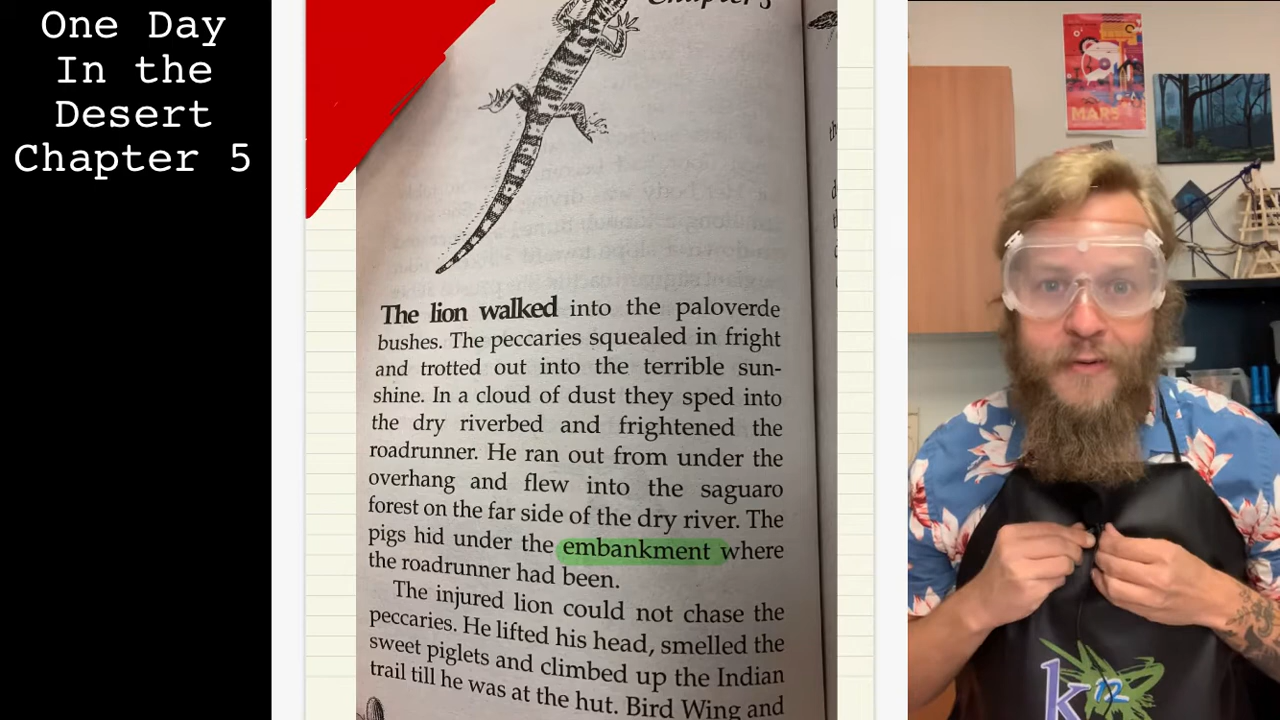 One Day
In the
Desert
Chapter 5
Chapter 5
The lion walked into the paloverde
bushes. The peccaries squealed in fright
and trotted out into the terrible sun-
shine. In a cloud of dust they sped into
the dry riverbed and frightened the
roadrunner. He ran out from under the
overhang and flew into the saguaro
forest on the far side of the dry river. The
pigs hid under the embankment where
the roadrunner had been.
The injured lion could not chase the
peccaries. He lifted his head, smelled the
sweet piglets and climbed up the Indian
trail till he was at the hut. Bird Wing and
MARS
k12